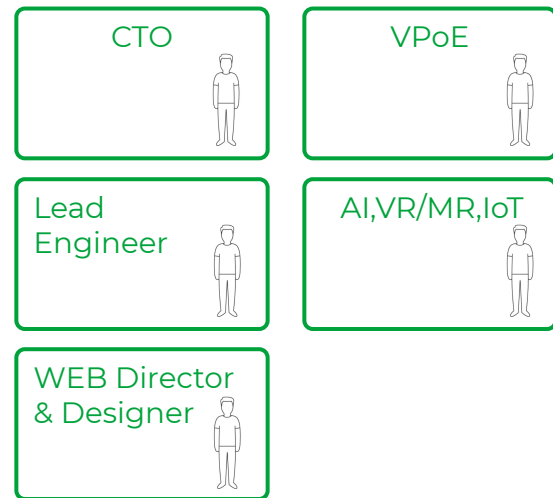 CTO
VPoE
Lead
Engineer
AI,VR/MR,IoT
WEB Director
& Designer